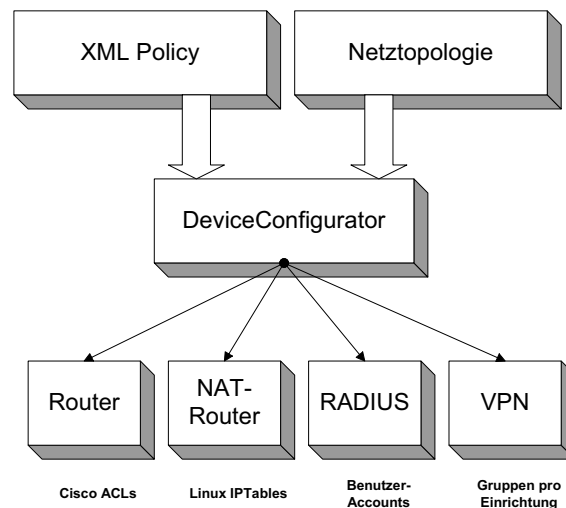 XML Policy
Netztopologie
DeviceConfigurator
Router
NAT-
Router
RADIUS
VPN
Cisco ACLs
Linux IPTables
Benutzer-
Accounts
Gruppen pro
Einrichtung